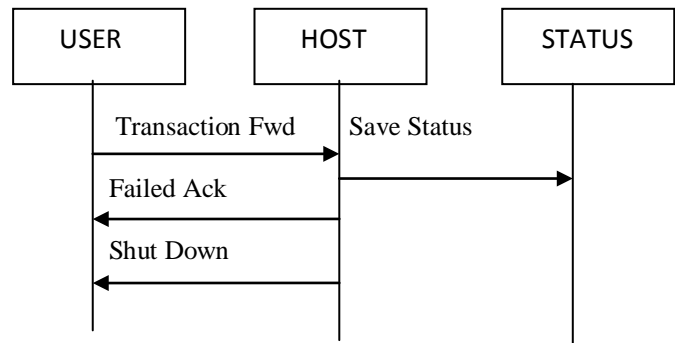 USER
HOST
STATUS
Transaction Fwd
Save Status
Failed Ack
Shut Down